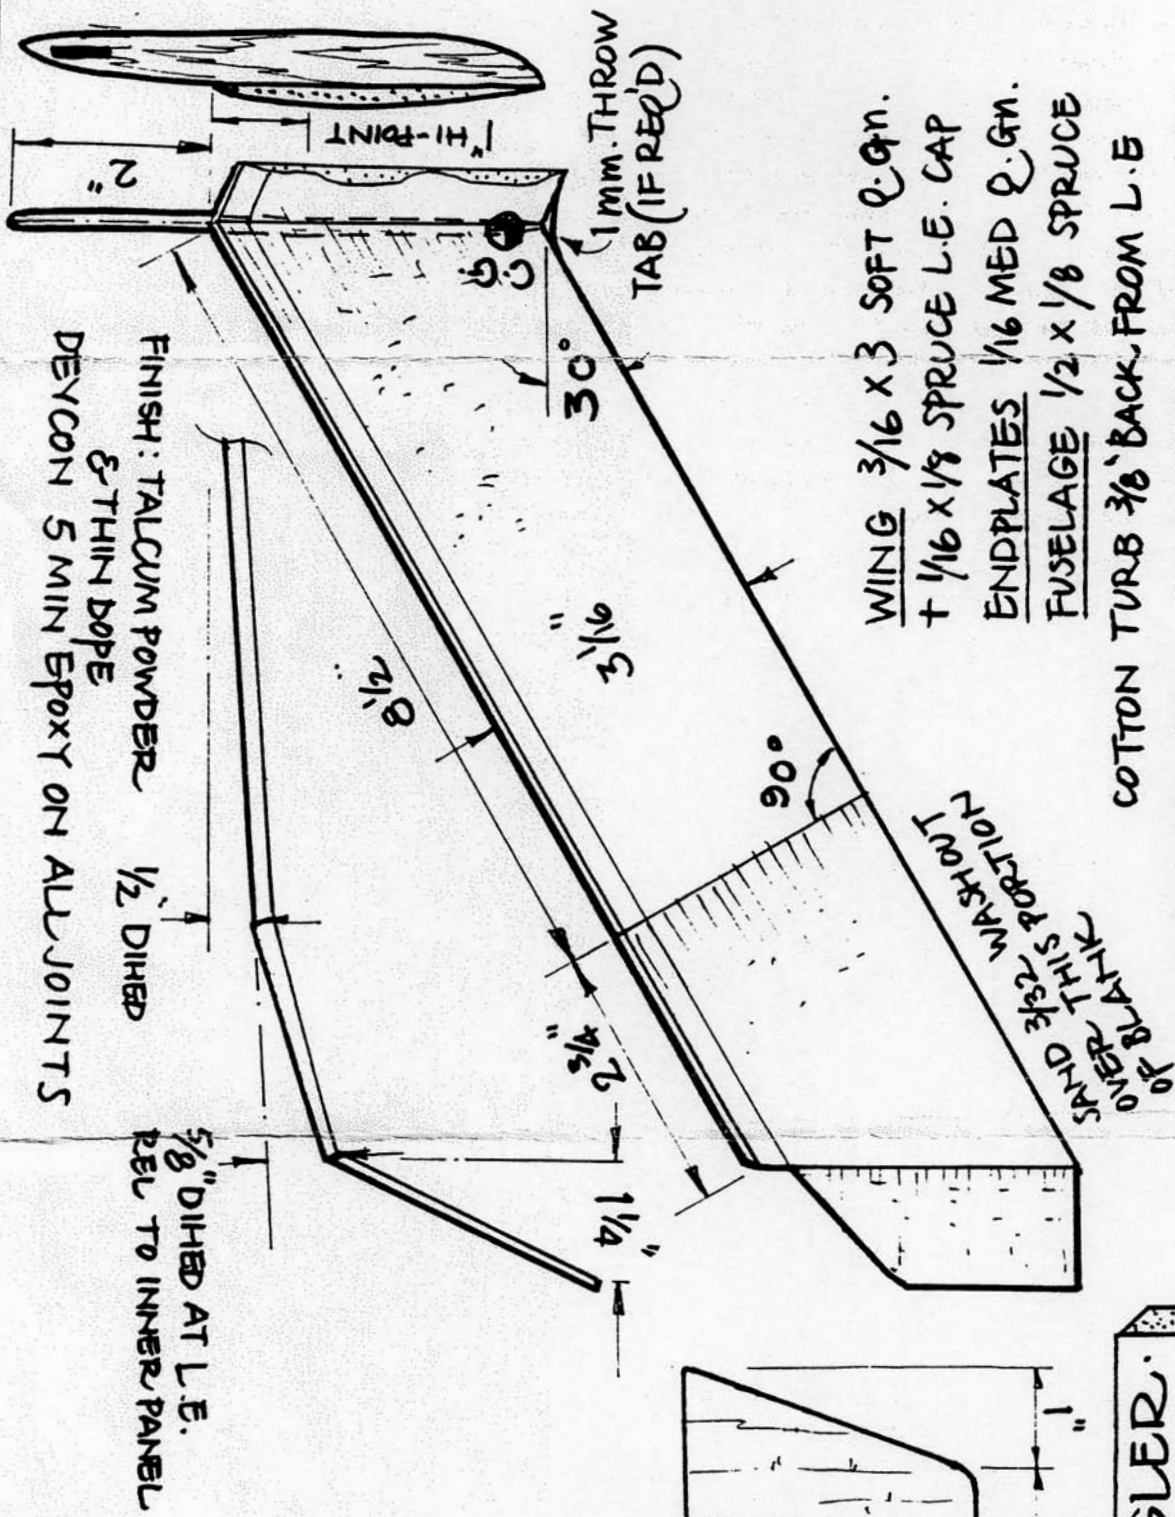 1 mm. THROW
TAB (IF REQ'D)
1" HI-POINT
2"
C.G.
30°
WING 3/16 X 3 SOFT Q.Gn.
+ 1/16 X 1/8 SPRUCE L.E. CAP
ENDPLATES 1/16 MED Q.Gn.
FUSELAGE 1/2 X 1/8 SPRUCE
COTTON TURB 3/8" BACK FROM L.E
3 1/16"
8 1/2"
90°
2 3/4"
1 1/4"
SAND 3/32 WASHOUT
OVER THIS PORTION
OF BLANK
FINISH: TALCUM POWDER
& THIN DOPE
DEVCON 5 MIN EPOXY ON ALL JOINTS
1/2" DIHED
5/8" DIHED AT L.E.
REL TO INNER PANEL
1"